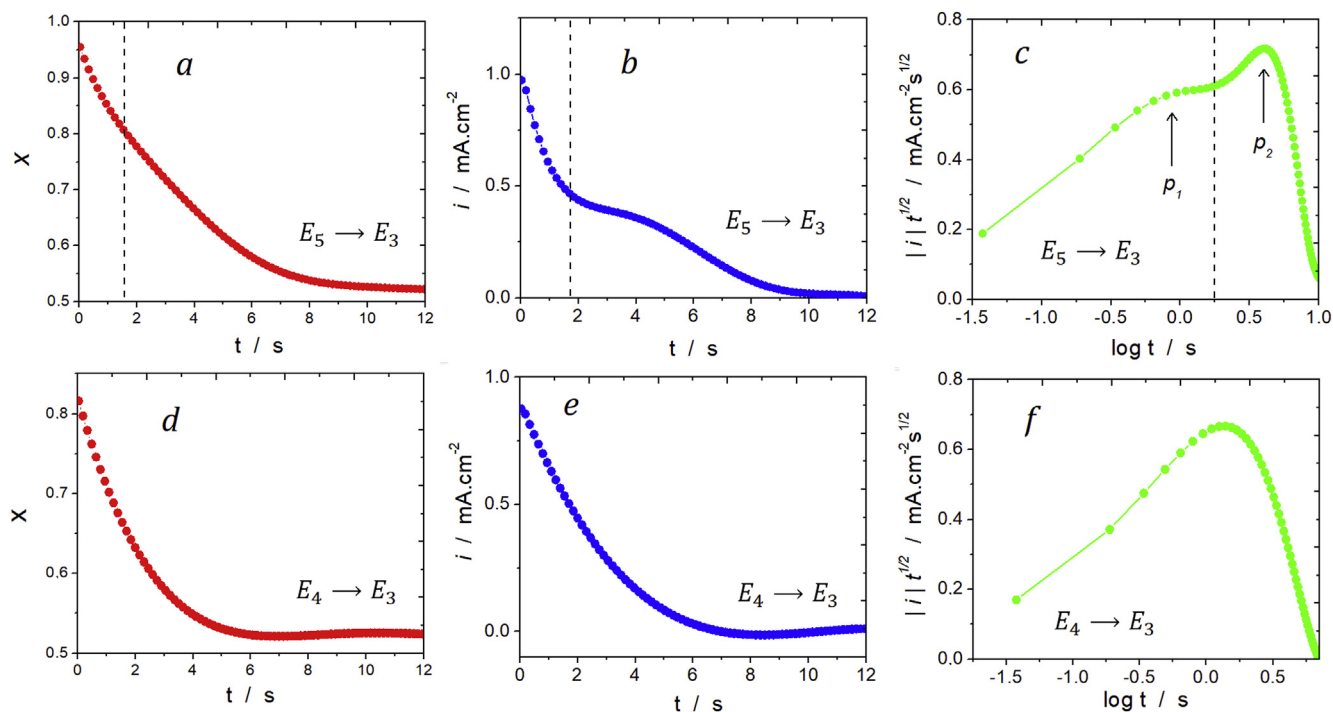 a
X
1.0
0.9
0.8
0.7
0.6
0.5
E₅ → E₃
0 2 4 6 8 10 12
t / s
b
i / mA.cm⁻²
1.0
0.5
0.0
E₅ → E₃
0 2 4 6 8 10 12
t / s
c
| i | t^{1/2} / mA.cm⁻²s^{1/2}
0.8
0.6
0.4
0.2
0.0
p₁
p₂
E₅ → E₃
-1.5 -1.0 -0.5 0.0 0.5 1.0
log t / s
d
X
0.8
0.7
0.6
0.5
E₄ → E₃
0 2 4 6 8 10 12
t / s
e
i / mA.cm⁻²
1.0
0.5
0.0
E₄ → E₃
0 2 4 6 8 10 12
t / s
f
| i | t^{1/2} / mA.cm⁻²s^{1/2}
0.8
0.6
0.4
0.2
0.0
E₄ → E₃
-1.5 -1.0 -0.5 0.0 0.5
log t / s